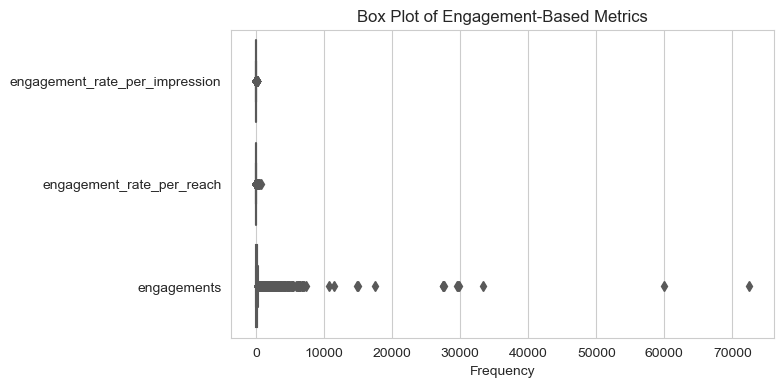 Box Plot of Engagement-Based Metrics
engagement_rate_per_impression
engagement_rate_per_reach
engagements
0 10000 20000 30000 40000 50000 60000 70000
Frequency